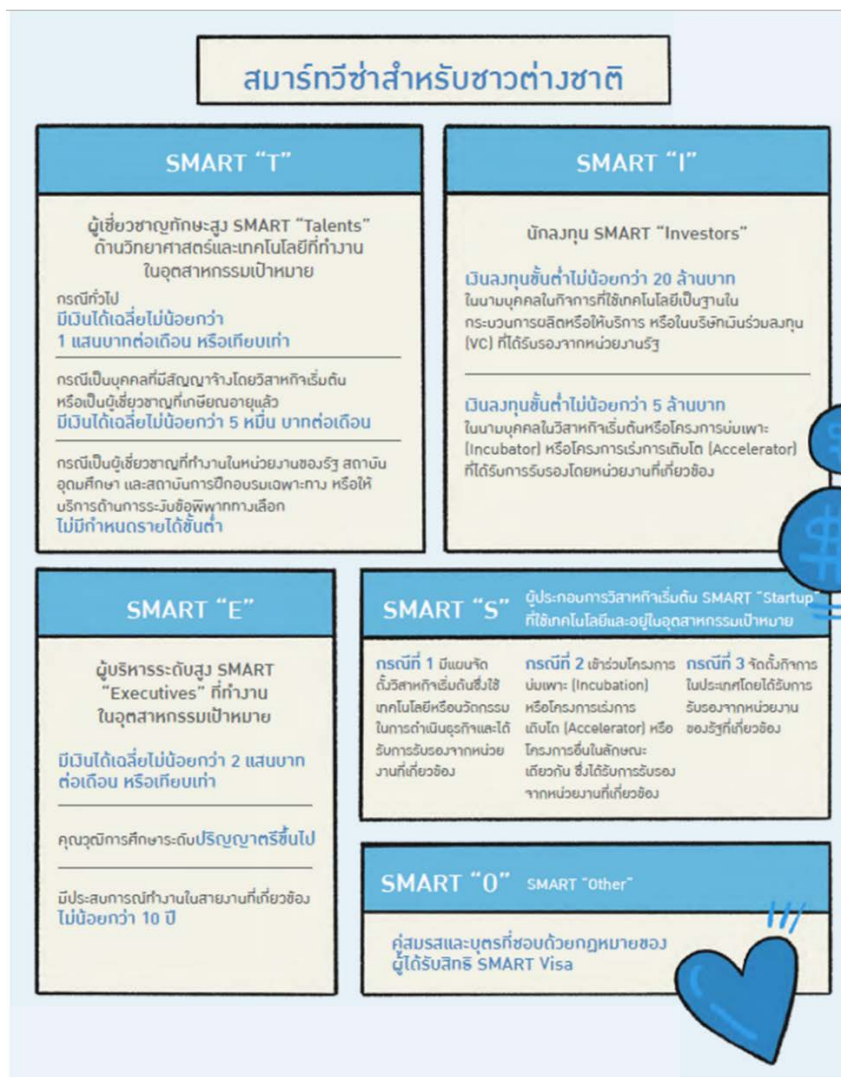 สมาร์ทวีซ่าสำหรับชาวต่างชาติ
SMART “T”
ผู้เชี่ยวชาญทักษะสูง SMART “Talents”
ด้านวิทยาศาสตร์และเทคโนโลยีที่ทำงาน
ในอุตสาหกรรมเป้าหมาย
กรณีทั่วไป
มีเงินได้เฉลี่ยไม่น้อยกว่า
1 แสนบาทต่อเดือน หรือเทียบเท่า
กรณีเป็นบุคคลที่มีสัญญาจ้างโดยวิสาหกิจเริ่มต้น
หรือเป็นผู้เชี่ยวชาญที่เกษียณอายุแล้ว
มีเงินได้เฉลี่ยไม่น้อยกว่า 5 หมื่น บาทต่อเดือน
กรณีเป็นผู้เชี่ยวชาญที่ทำงานในหน่วยงานของรัฐ สถาบัน
อุดมศึกษา และสถาบันการฝึกอบรมเฉพาะทาง หรือให้
บริการด้านการระงับข้อพิพาททางเลือก
ไม่มีกำหนดรายได้ขั้นต่ำ
SMART “I”
นักลงทุน SMART “Investors”
เงินลงทุนขั้นต่ำไม่น้อยกว่า 20 ล้านบาท
ในนามบุคคลในกิจการที่ใช้เทคโนโลยีเป็นฐานใน
กระบวนการผลิตหรือให้บริการ หรือในบริษัทเงินร่วมลงทุน
(VC) ที่ได้รับรองจากหน่วยงานรัฐ
เงินลงทุนขั้นต่ำไม่น้อยกว่า 5 ล้านบาท
ในนามบุคคลในวิสาหกิจเริ่มต้นหรือโครงการบ่มเพาะ
(Incubator) หรือโครงการเร่งการเติบโต (Accelerator)
ที่ได้รับการรับรองโดยหน่วยงานที่เกี่ยวข้อง
SMART “E”
ผู้บริหารระดับสูง SMART
“Executives” ที่ทำงาน
ในอุตสาหกรรมเป้าหมาย
มีเงินได้เฉลี่ยไม่น้อยกว่า 2 แสนบาท
ต่อเดือน หรือเทียบเท่า
คุณวุฒิการศึกษาระดับปริญญาตรีขึ้นไป
มีประสบการณ์ทำงานในสายงานที่เกี่ยวข้อง
ไม่น้อยกว่า 10 ปี
SMART “S”
ผู้ประกอบการวิสาหกิจเริ่มต้น SMART “Startup”
ที่ใช้เทคโนโลยีและอยู่ในอุตสาหกรรมเป้าหมาย
กรณีที่ 1 มีแผนจัด
ตั้งวิสาหกิจเริ่มต้นซึ่งใช้
เทคโนโลยีหรือนวัตกรรม
ในการดำเนินธุรกิจและได้
รับการรับรองจากหน่วย
งานที่เกี่ยวข้อง
กรณีที่ 2 เข้าร่วมโครงการ
บ่มเพาะ (Incubation)
หรือโครงการเร่งการ
เติบโต (Accelerator) หรือ
โครงการอื่นในลักษณะ
เดียวกัน ซึ่งได้รับการรับรอง
จากหน่วยงานที่เกี่ยวข้อง
กรณีที่ 3 จัดตั้งกิจการ
ในประเทศโดยได้รับการ
รับรองจากหน่วยงาน
ของรัฐที่เกี่ยวข้อง
SMART “O” SMART “Other”
คู่สมรสและบุตรที่ชอบด้วยกฎหมายของ
ผู้ได้รับสิทธิ SMART Visa